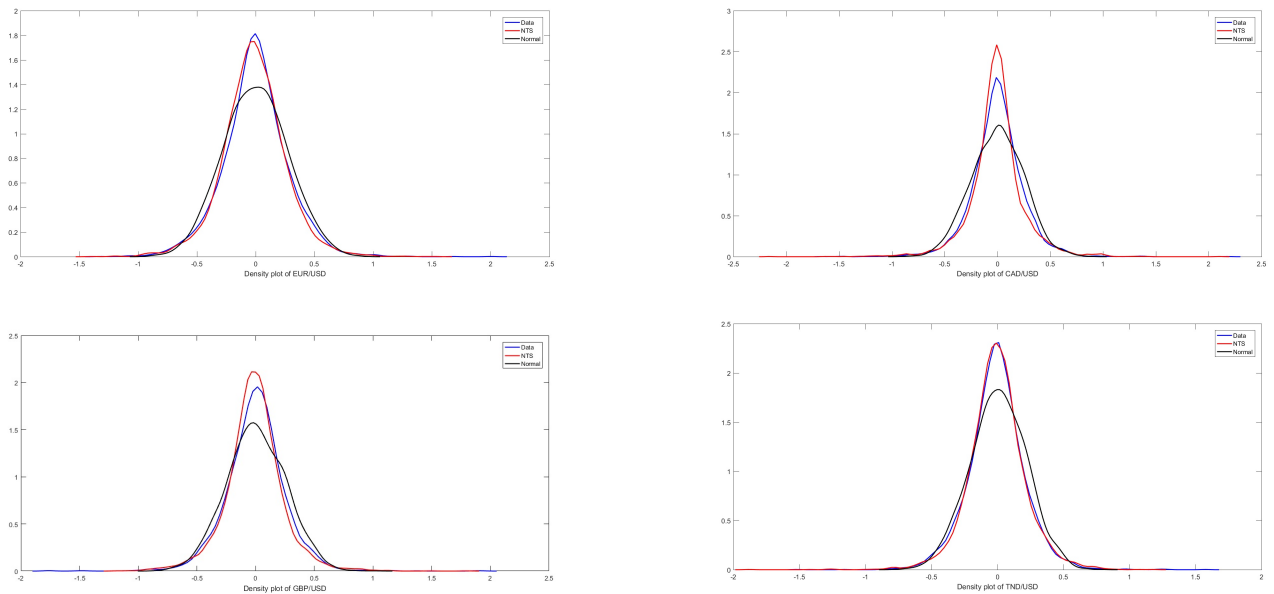 2
1.8
1.6
1.4
1.2
1
0.8
0.6
0.4
0.2
0
-2 -1.5 -1 -0.5 0 0.5 1 1.5 2 2.5
Data
NTS
Normal
Density plot of EUR/USD
3
2.5
2
1.5
1
0.5
0
-2.5 -2 -1.5 -1 -0.5 0 0.5 1 1.5 2 2.5
Data
NTS
Normal
Density plot of CAD/USD
2.5
2
1.5
1
0.5
0
-2 -1.5 -1 -0.5 0 0.5 1 1.5 2 2.5
Data
NTS
Normal
Density plot of GBP/USD
2.5
2
1.5
1
0.5
0
-2 -1.5 -1 -0.5 0 0.5 1 1.5 2
Data
NTS
Normal
Density plot of TND/USD